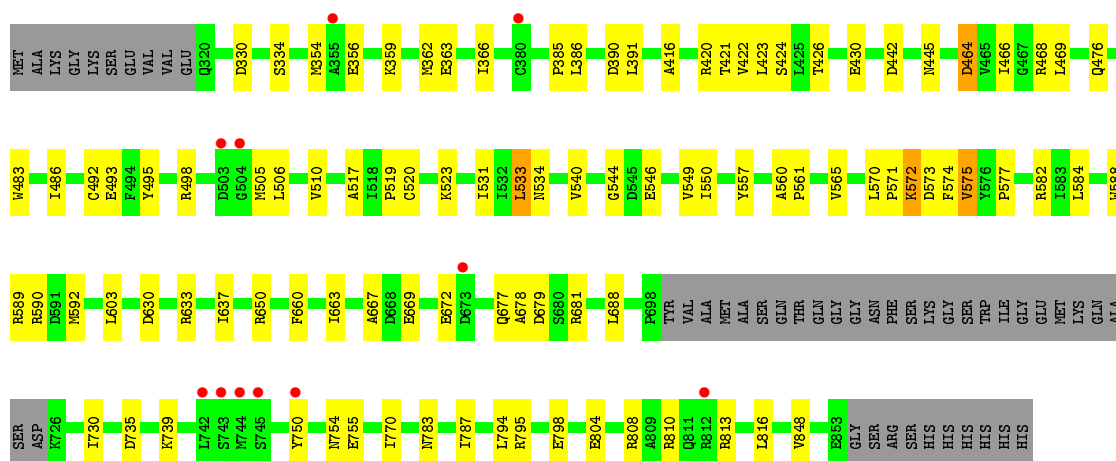 MET ALA LYS GLY LYS SER GLU VAL VAL GLU Q320 D330 S334 M354 A355 E356 K359 M362 E363 I366 C380 P385 L386 D390 L391 A416 R420 T421 V422 L423 S424 L425 T426 E430 D442 N445 D464 V465 I466 G467 R468 L469 Q476
W483 I486 C492 E493 F494 Y495 R498 D503 G504 M505 L506 V510 A517 I518 P519 C520 K523 I531 I532 L533 N534 V540 G544 D545 E546 V549 I550 Y557 A560 P561 V565 L570 P571 K572 D573 F574 V575 Y576 P577 R582 I583 L584 W588
R589 R590 D591 M592 L603 D630 R633 I637 R650 F660 I663 A667 D668 E669 E672 D673 Q677 A678 D679 S680 R681 L688 P698 TYR VAL ALA MET ALA SER GLN THR GLN GLY GLY ASN PHE SER LYS GLY SER TRP ILE GLY GLU MET LYS GLN ALA
SER ASP K726 I730 D735 K739 L742 S743 M744 S745 Y750 N754 E755 I770 N783 I787 L794 R795 E798 E804 R808 A809 R810 Q811 R812 R813 L816 V848 E853 GLY SER ARG SER HIS HIS HIS HIS HIS HIS